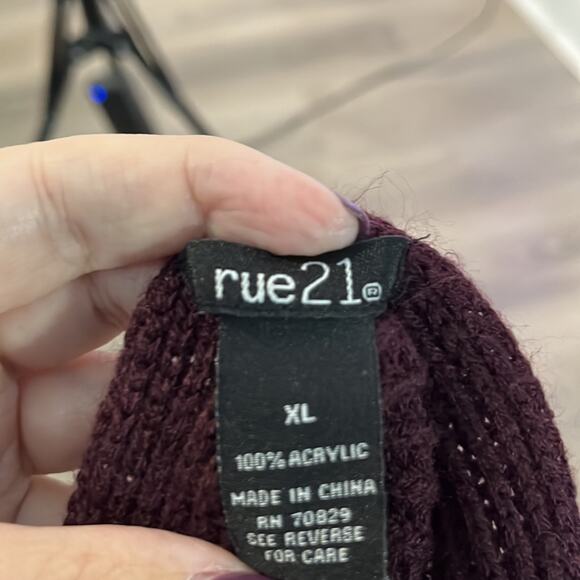 rue21®
XL
100% ACRYLIC
MADE IN CHINA
RN 70829
SEE REVERSE
FOR CARE